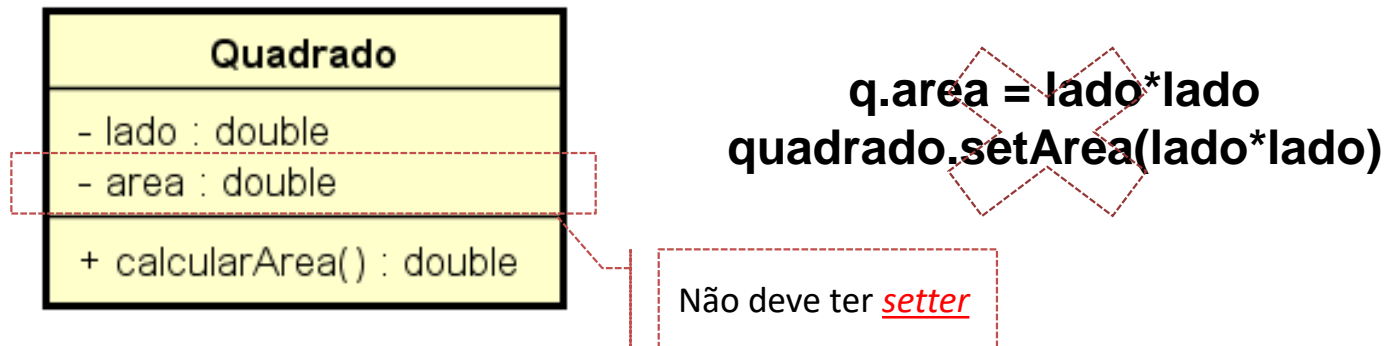 Quadrado
- lado : double
- area : double
+ calcularArea() : double
q.area = lado*lado
quadrado.setArea(lado*lado)
Não deve ter setter